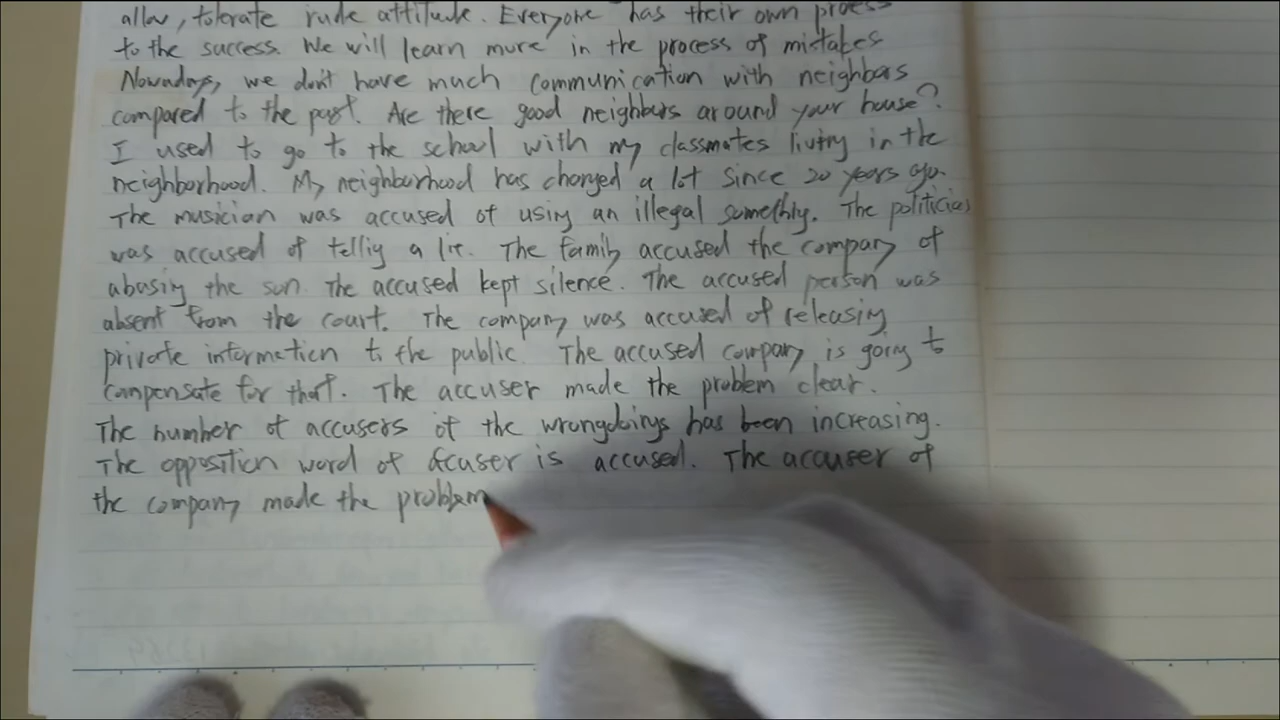 allow, tolerate rude attitude. Everyone has their own process
to the success. We will learn more in the process of mistakes
Nowadays, we don't have much communication with neighbors
compared to the past. Are there good neighbors around your house?
I used to go to the school with my classmates living in the
neighborhood. My neighborhood has changed a lot since 20 years ago.
The musician was accused of using an illegal something. The politician
was accused of telling a lie. The family accused the company of
abusing the son. The accused kept silence. The accused person was
absent from the court. The company was accused of releasing
private information to the public. The accused company is going to
compensate for that. The accuser made the problem clear.
The number of accusers of the wrongdoings has been increasing.
The opposition word of accuser is accused. The accuser of
the company made the problem